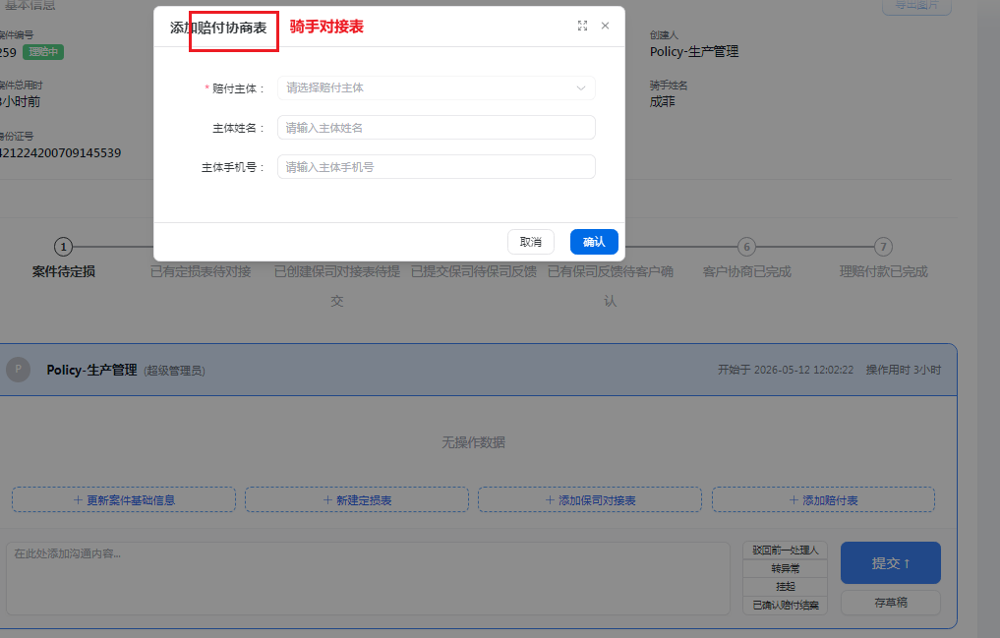 基本信息
导出图片
添加赔付协商表
骑手对接表
案件编号
259 理赔中
创建人
Policy-生产管理
* 赔付主体：
请选择赔付主体
案件总用时
3小时前
骑手姓名
成菲
主体姓名：
请输入主体姓名
身份证号
421224200709145539
主体手机号：
请输入主体手机号
取消
确认
1
6
7
案件待定损
已有定损表待对接
已创建保司对接表待提
交
已提交保司待保司反馈
已有保司反馈待客户确
认
客户协商已完成
理赔付款已完成
P
Policy-生产管理 (超级管理员)
开始于 2026-05-12 12:02:22 操作用时 3小时
无操作数据
+ 更新案件基础信息
+ 新建定损表
+ 添加保司对接表
+ 添加赔付表
在此处添加沟通内容...
驳回前一处理人
转异常
挂起
已确认赔付结案
提交↑
存草稿